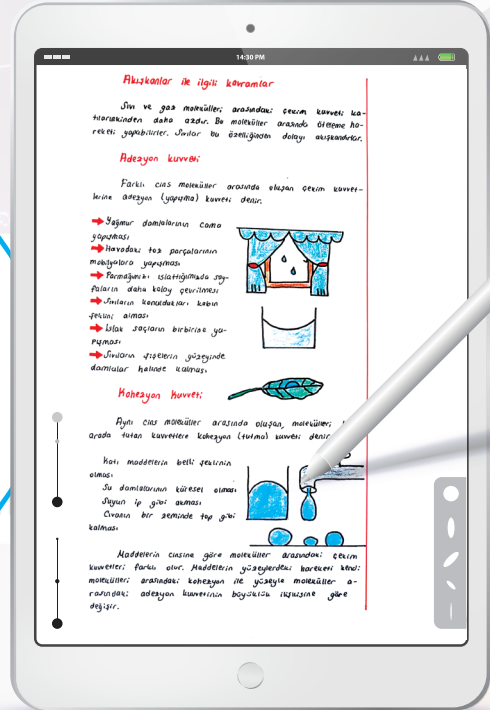 14:30 PM
Akışkanlar ile ilgili kavramlar
Sıvı ve gaz molekülleri arasındaki çekim kuvveti ka-
tılarınkinden daha azdır. Bu moleküller arasında öteleme ha-
reketi yapabilirler. Sıvılar bu özelliğinden dolayı akışkandırlar.
Adezyon kuvveti
Farklı cins moleküller arasında oluşan çekim kuvvet-
lerine adezyon (yapışma) kuvveti denir.
Yağmur damlalarının cama
yapışması
Havadaki toz parçalarının
mobilyalara yapışması
Parmağımızı ıslattığımızda say-
faların daha kolay çevrilmesi
Sıvıların konuldukları kabın
şeklini alması
Islak saçların birbirine ya-
pışması
Sıvıların şişelerin yüzeyinde
damlalar halinde kalması
Kohezyon kuvveti
Aynı cins moleküller arasında oluşan, molekülleri
arada tutan kuvvetlere kohezyon (tutma) kuvveti denir
Katı maddelerin belli şeklinin
olması
Su damlalarının küresel olması
Suyun ip gibi akması
Civanın bir zeminde top gibi
kalması
Maddelerin cinsine göre moleküller arasındaki çekim
kuvvetleri farklı olur. Maddelerin yüzeylerdeki hareketi kendi
molekülleri arasındaki kohezyon ile yüzeyle moleküller a-
rasındaki adezyon kuvvetinin büyüklük ilişkisine göre
değişir.